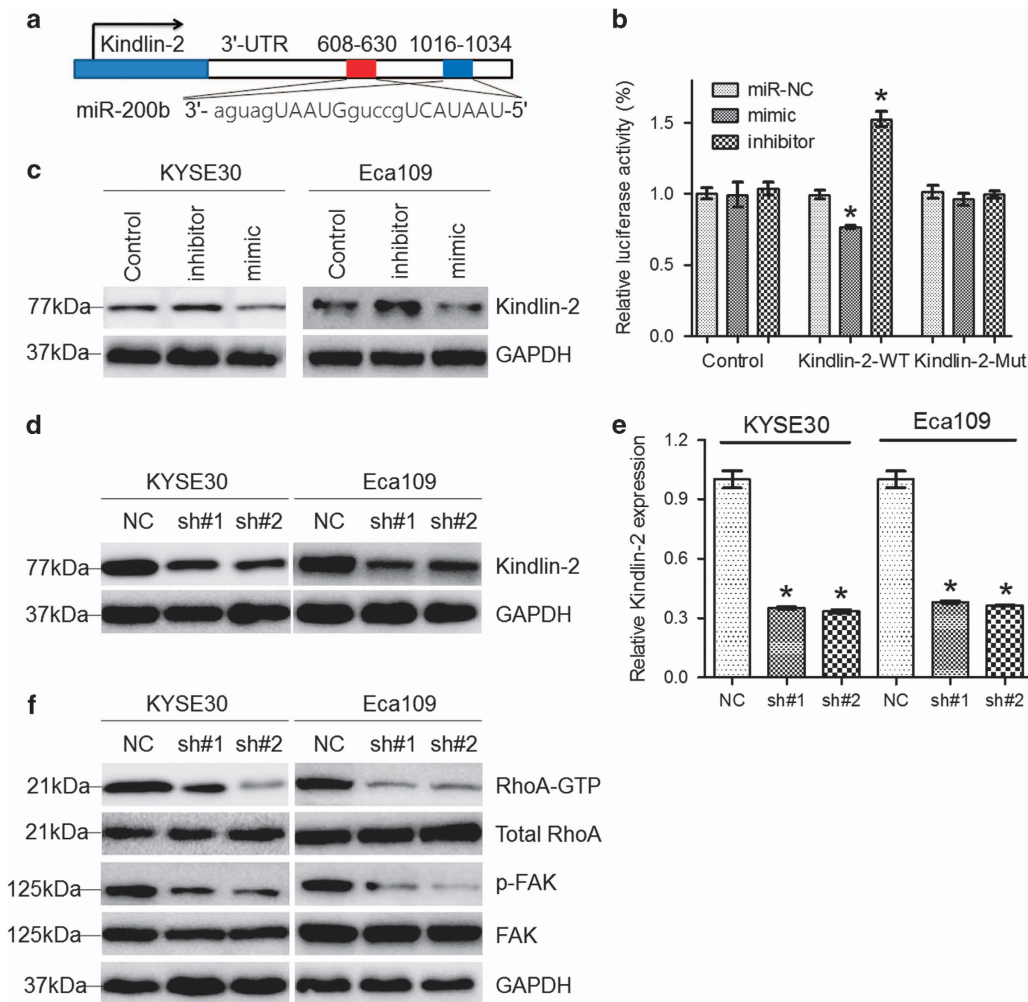 a
Kindlin-2 3'-UTR 608-630 1016-1034
miR-200b 3'- aguagUAAUGguccgUCAUAAU-5'
b
Relative luciferase activity (%)
miR-NC
mimic
inhibitor
1.5
1.0
0.5
0.0
* *
Control Kindlin-2-WT Kindlin-2-Mut
c
KYSE30 Eca109
Control inhibitor mimic Control inhibitor mimic
77kDa Kindlin-2
37kDa GAPDH
d
KYSE30 Eca109
NC sh#1 sh#2 NC sh#1 sh#2
77kDa Kindlin-2
37kDa GAPDH
e
KYSE30 Eca109
Relative Kindlin-2 expression
1.2
0.9
0.6
0.3
0.0
* * * *
NC sh#1 sh#2 NC sh#1 sh#2
f
KYSE30 Eca109
NC sh#1 sh#2 NC sh#1 sh#2
21kDa RhoA-GTP
21kDa Total RhoA
125kDa p-FAK
125kDa FAK
37kDa GAPDH